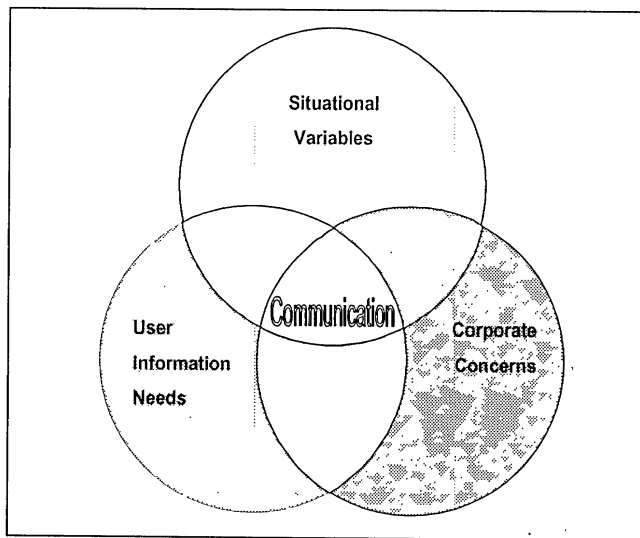 Situational
Variables
Communication
User
Information
Needs
Corporate
Concerns